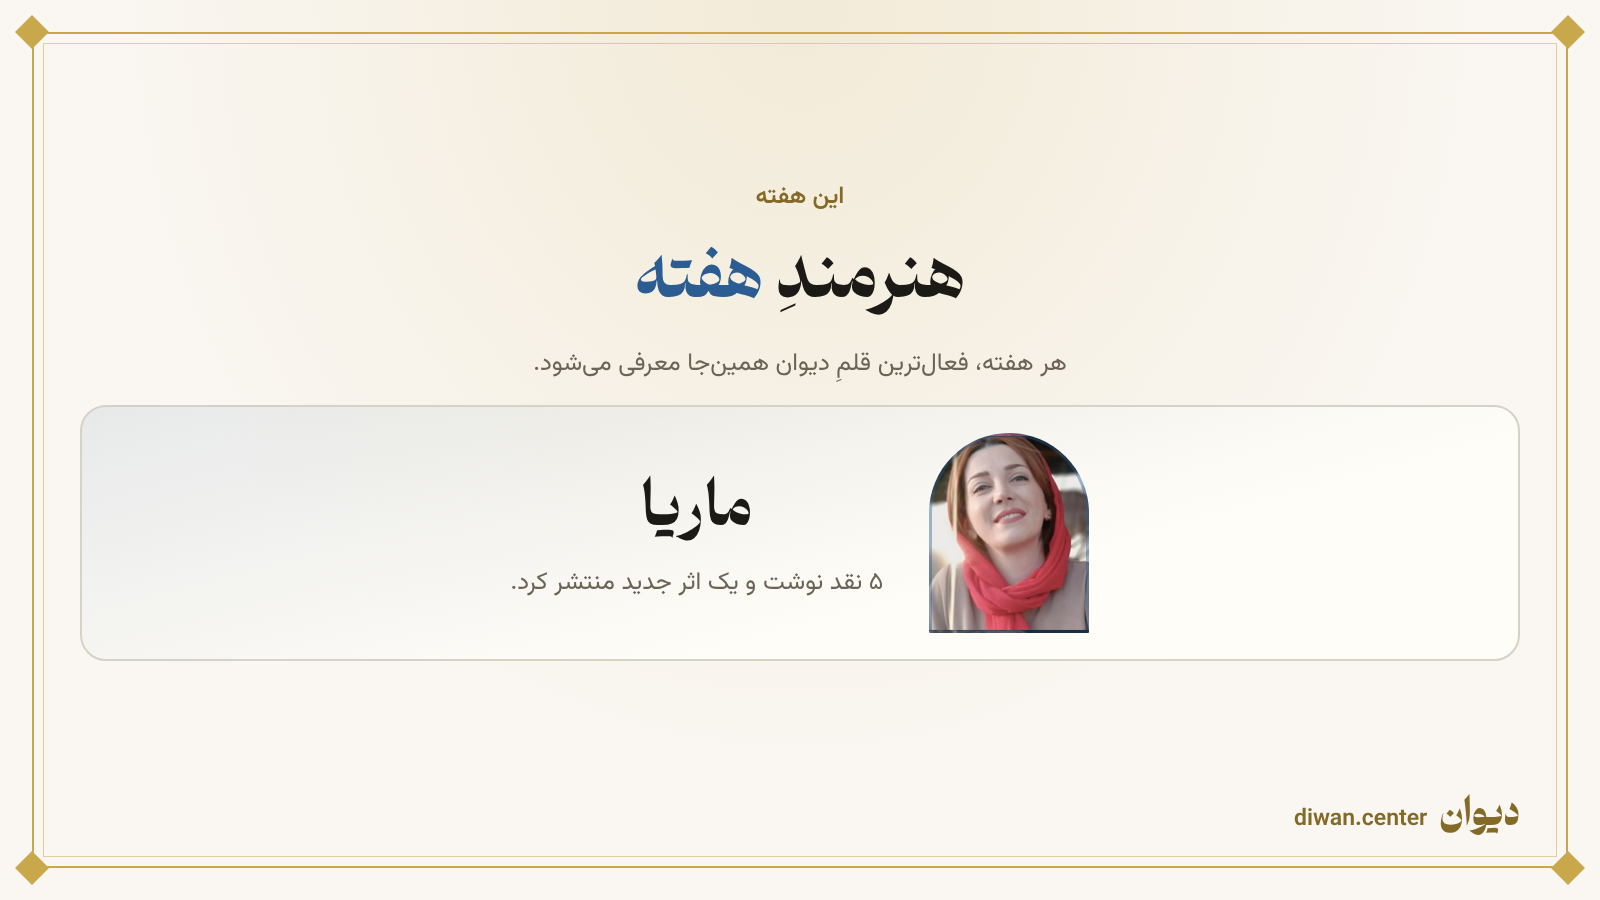 این هفته
هنرمندِ هفته
هر هفته، فعال‌ترین قلمِ دیوان همین‌جا معرفی می‌شود.
ماریا
۵ نقد نوشت و یک اثر جدید منتشر کرد.
دیوان diwan.center